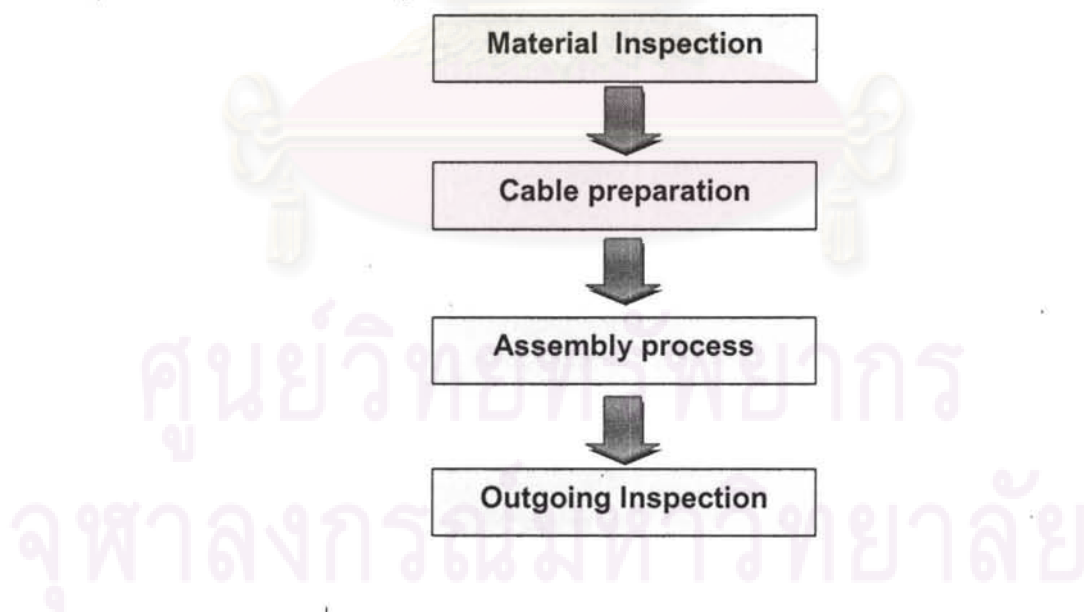 Material Inspection
Cable preparation
Assembly process
ศูนย์วิทยทรัพยากร
Outgoing Inspection
จุฬาลงกรณ์มหาวิทยาลัย